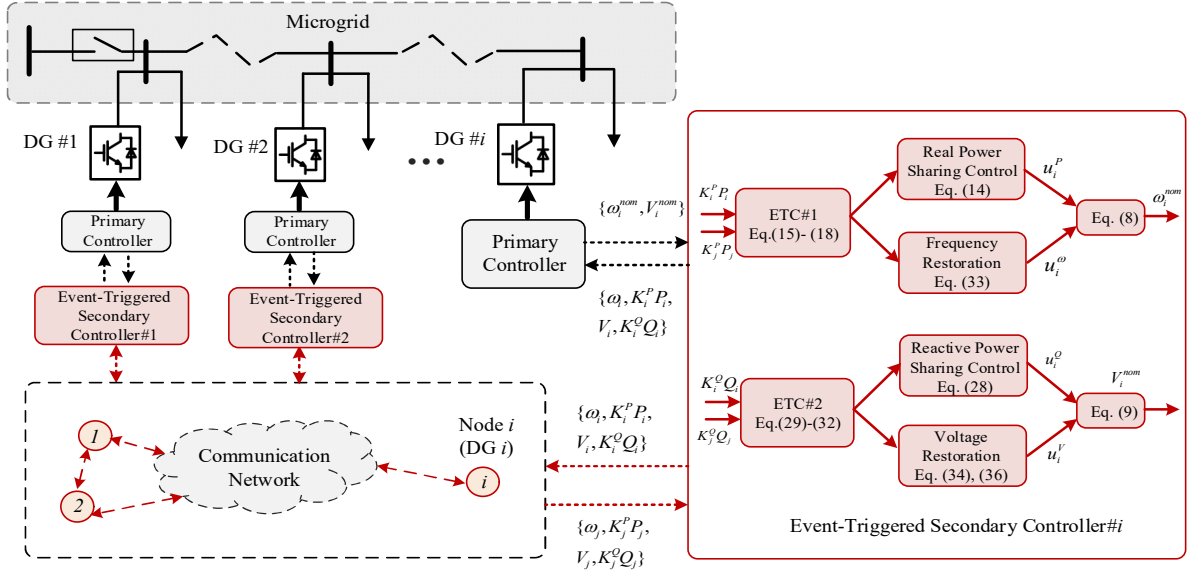 Microgrid
DG #1
DG #2
DG #i
Primary
Controller
Primary
Controller
Primary
Controller
Event-Triggered
Secondary
Controller#1
Event-Triggered
Secondary
Controller#2
{ω_i^{nom}, V_i^{nom}}
{ω_i, K_i^P P_i,
V_i, K_i^Q Q_i}
K_i^P P_i
K_j^P P_j
ETC#1
Eq.(15)- (18)
Real Power
Sharing Control
Eq. (14)
Frequency
Restoration
Eq. (33)
u_i^P
u_i^ω
Eq. (8)
ω_i^{nom}
K_i^Q Q_i
K_j^Q Q_j
ETC#2
Eq.(29)-(32)
Reactive Power
Sharing Control
Eq. (28)
Voltage
Restoration
Eq. (34), (36)
u_i^Q
u_i^V
Eq. (9)
V_i^{nom}
Event-Triggered Secondary Controller#i
1
2
Communication
Network
Node i
(DG i)
i
{ω_i, K_i^P P_i,
V_i, K_i^Q Q_i}
{ω_j, K_j^P P_j,
V_j, K_j^Q Q_j}